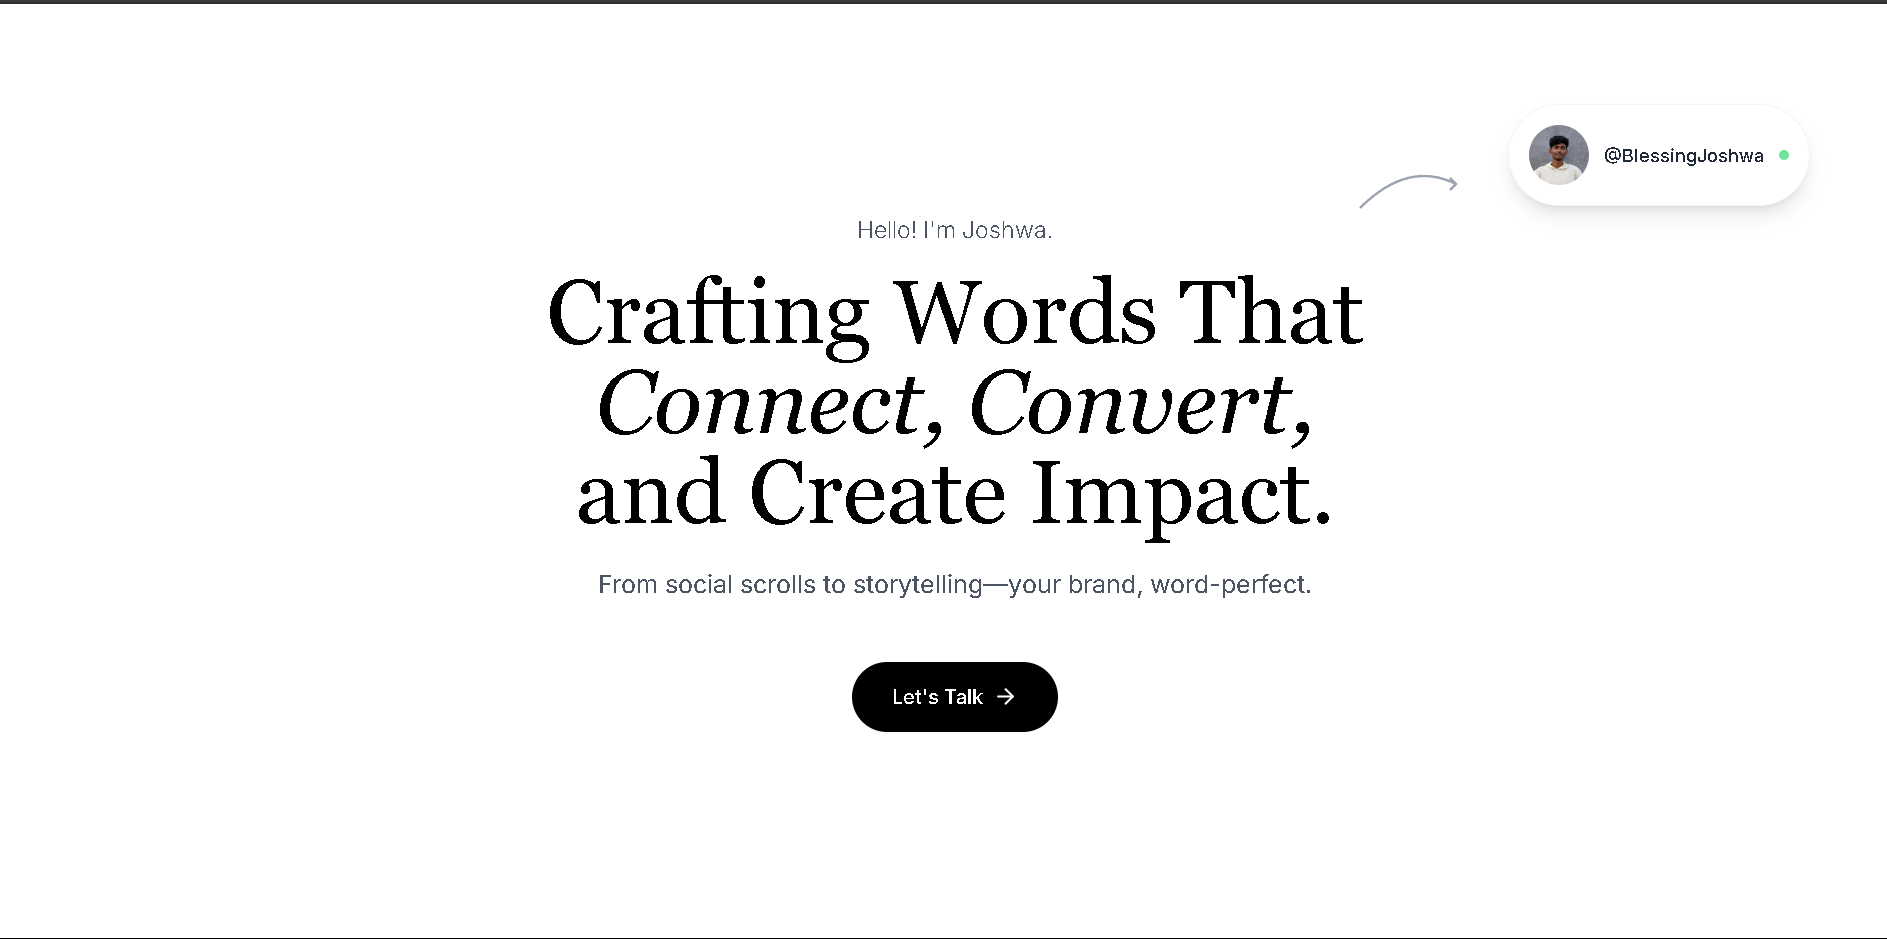 @BlessingJoshwa
Hello! I'm Joshwa.
Crafting Words That
Connect, Convert,
and Create Impact.
From social scrolls to storytelling—your brand, word-perfect.
Let's Talk